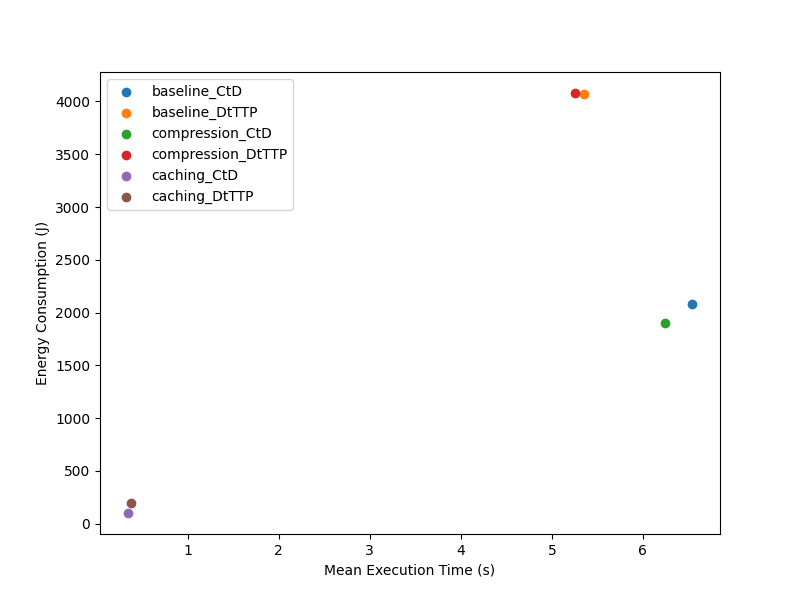 baseline_CtD
baseline_DtTTP
compression_CtD
compression_DtTTP
caching_CtD
caching_DtTTP
4000
3500
3000
2500
2000
1500
1000
500
0
Energy Consumption (J)
1 2 3 4 5 6
Mean Execution Time (s)